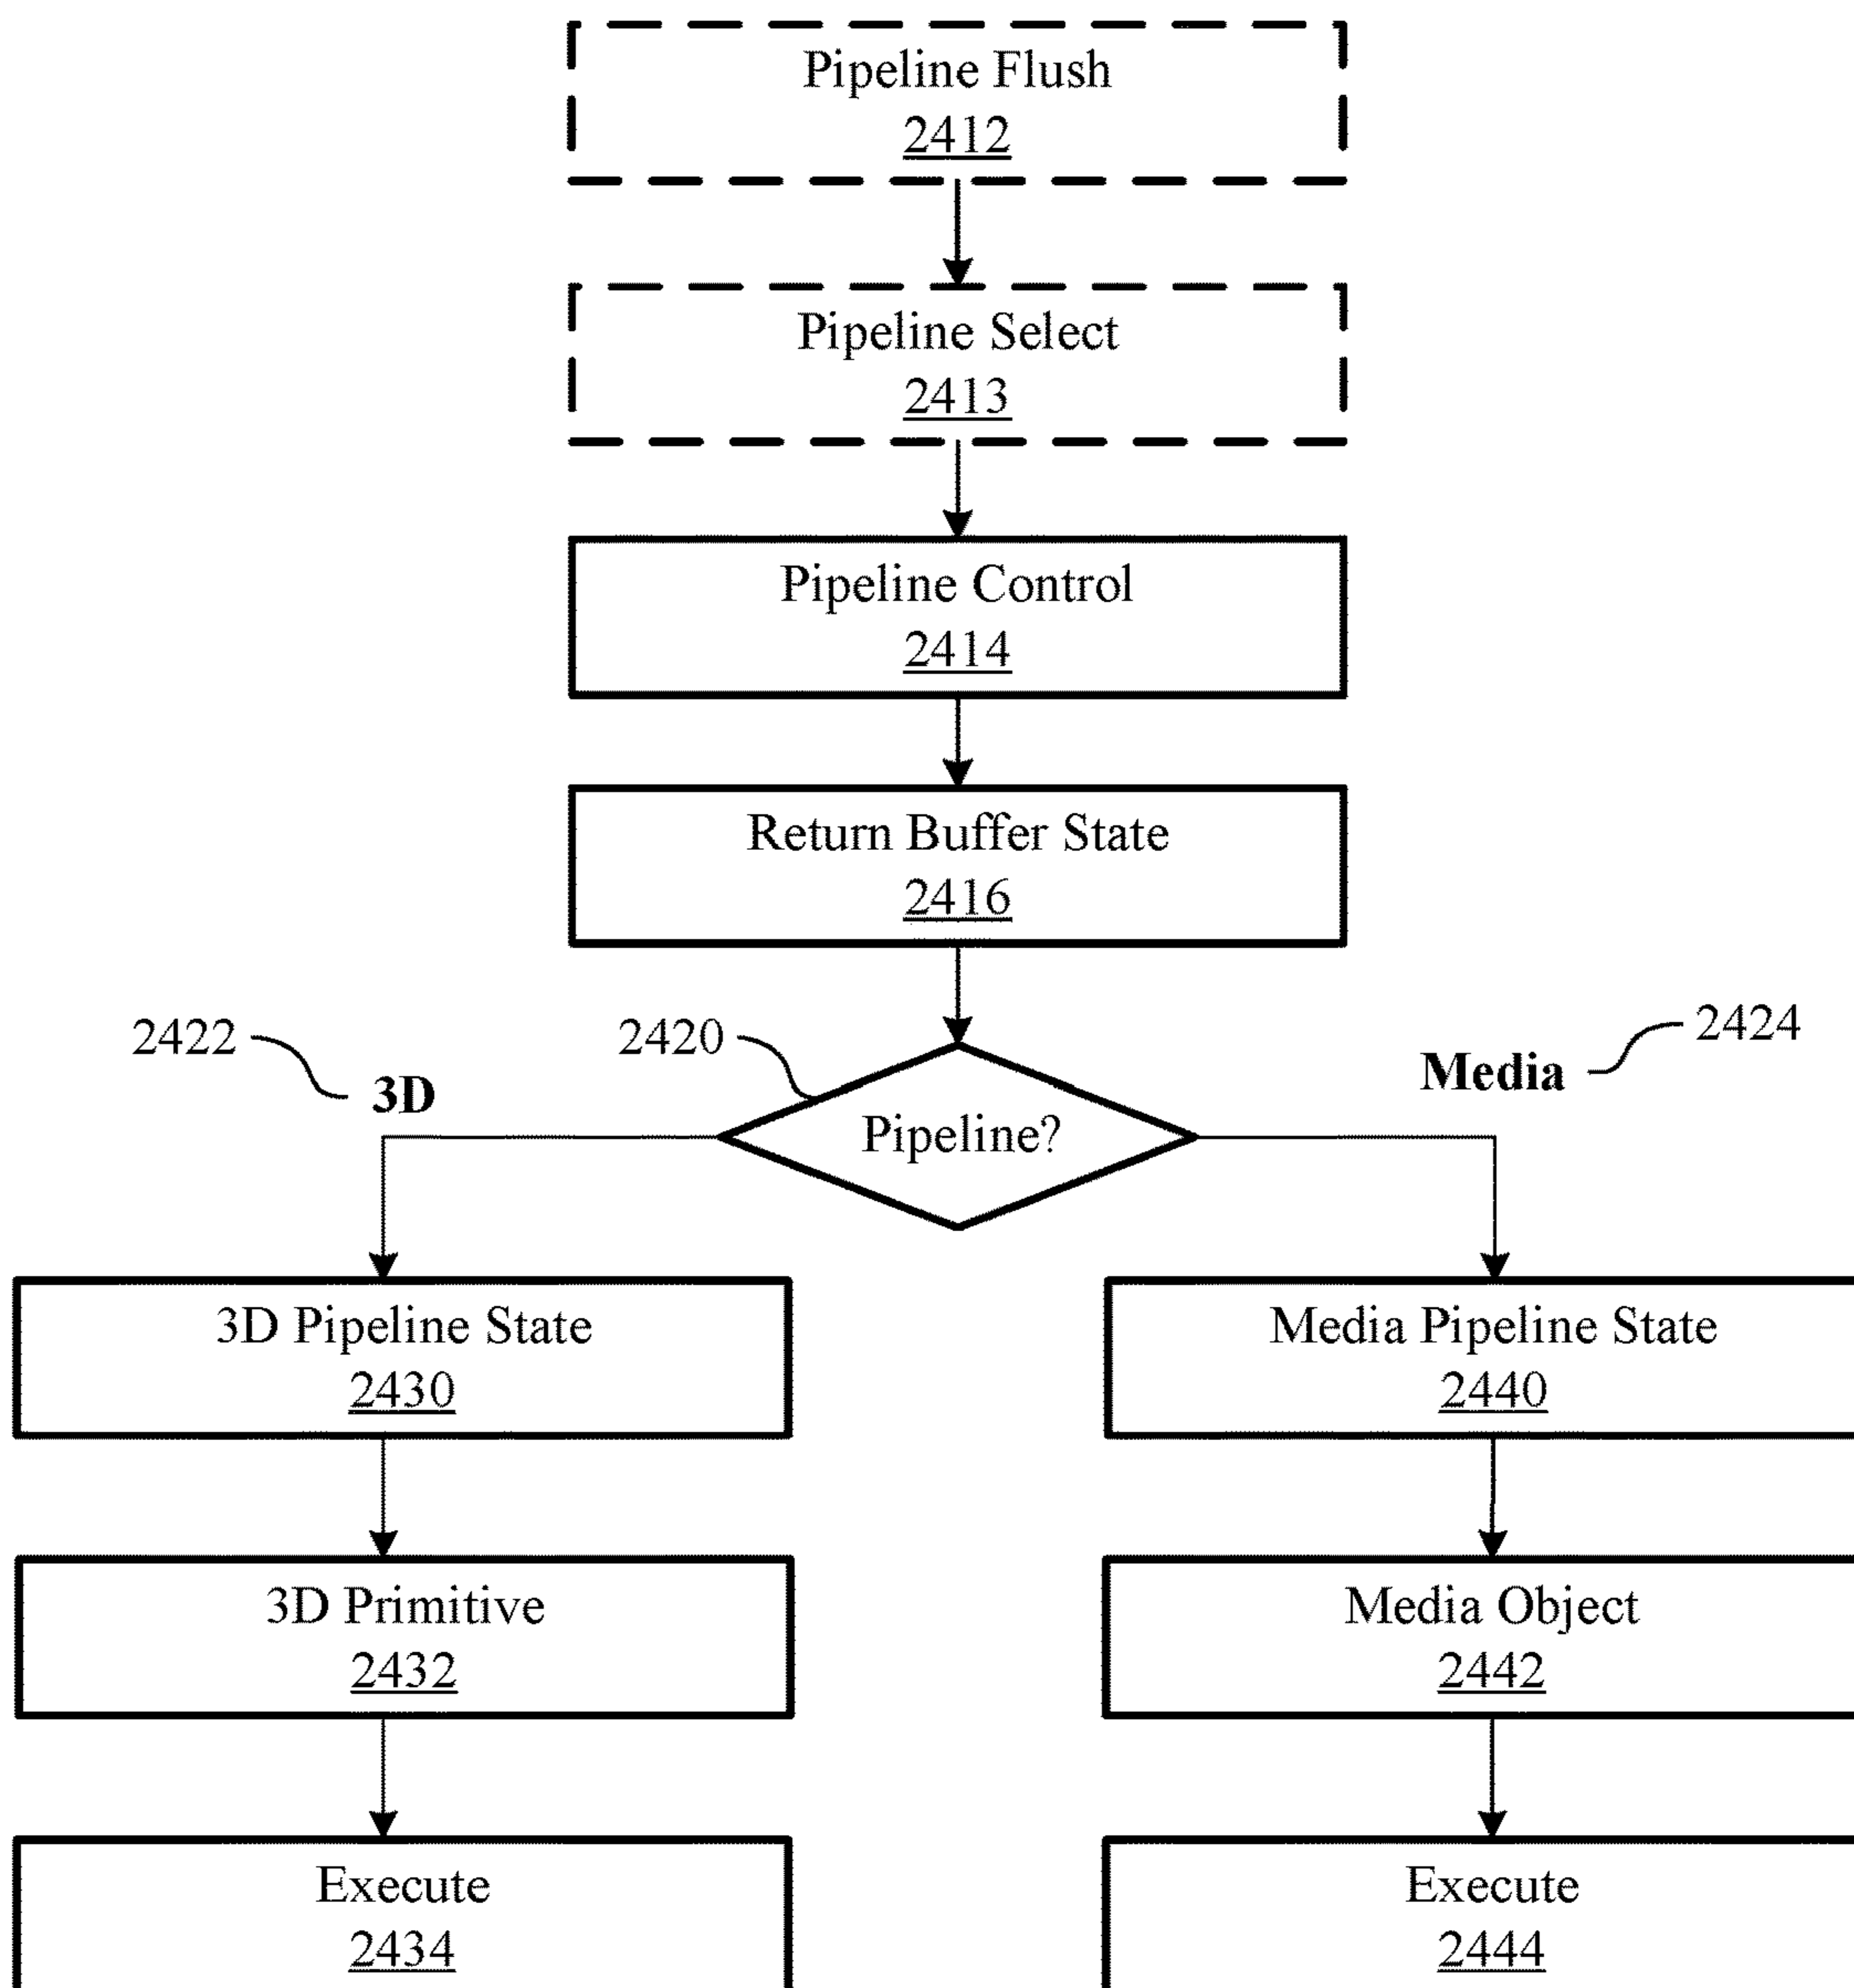 Pipeline Flush
2412
Pipeline Select
2413
Pipeline Control
2414
Return Buffer State
2416
2422
3D
2420
Pipeline?
Media
2424
3D Pipeline State
2430
Media Pipeline State
2440
3D Primitive
2432
Media Object
2442
Execute
2434
Execute
2444